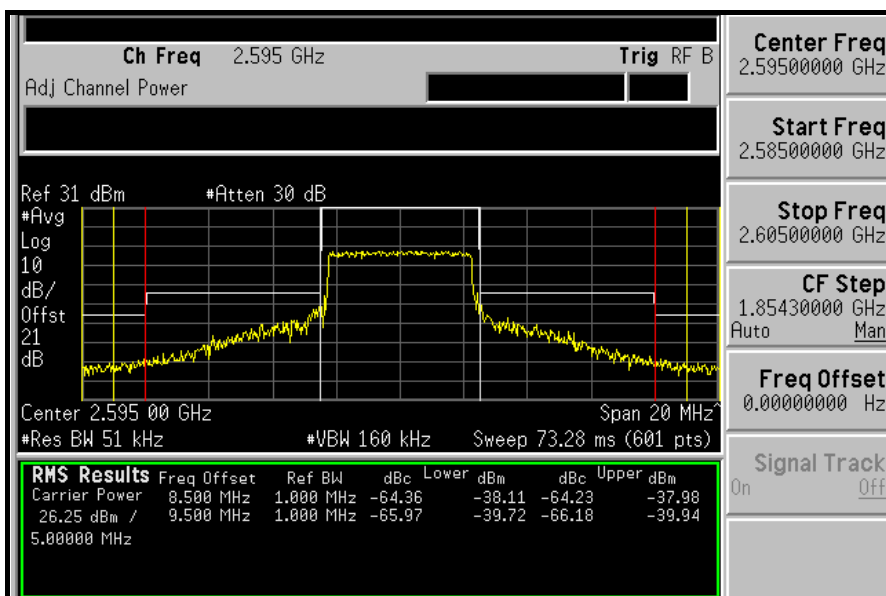 Ch Freq 2.595 GHz Trig RF B
Adj Channel Power
Ref 31 dBm #Atten 30 dB
#Avg
Log
10
dB/
Offst
21
dB
Center 2.595 00 GHz Span 20 MHz^
#Res BW 51 kHz #VBW 160 kHz Sweep 73.28 ms (601 pts)
RMS Results Freq Offset Ref BW dBc Lower dBm dBc Upper dBm
Carrier Power 8.500 MHz 1.000 MHz -64.36 -38.11 -64.23 -37.98
26.25 dBm / 9.500 MHz 1.000 MHz -65.97 -39.72 -66.18 -39.94
5.00000 MHz
Center Freq
2.59500000 GHz
Start Freq
2.58500000 GHz
Stop Freq
2.60500000 GHz
CF Step
1.85430000 GHz
Auto Man
Freq Offset
0.00000000 Hz
Signal Track
On Off